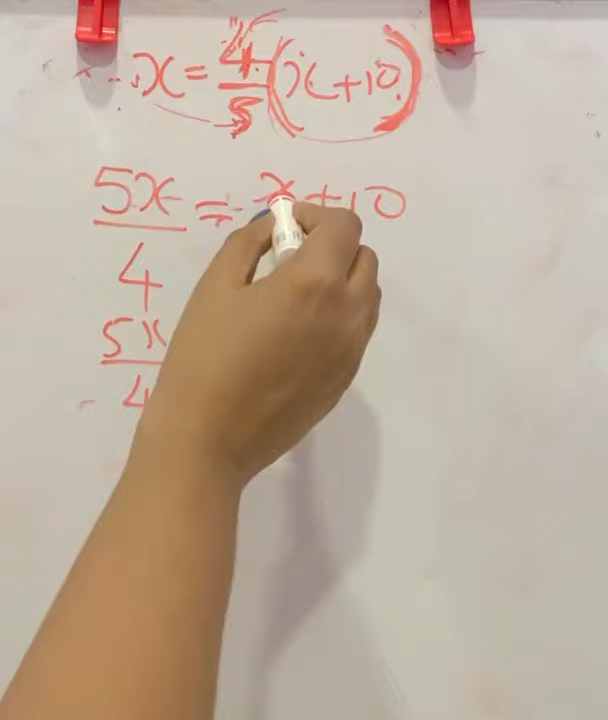 x = 4/5 (x+10)
5x/4 = x+10
5x/4